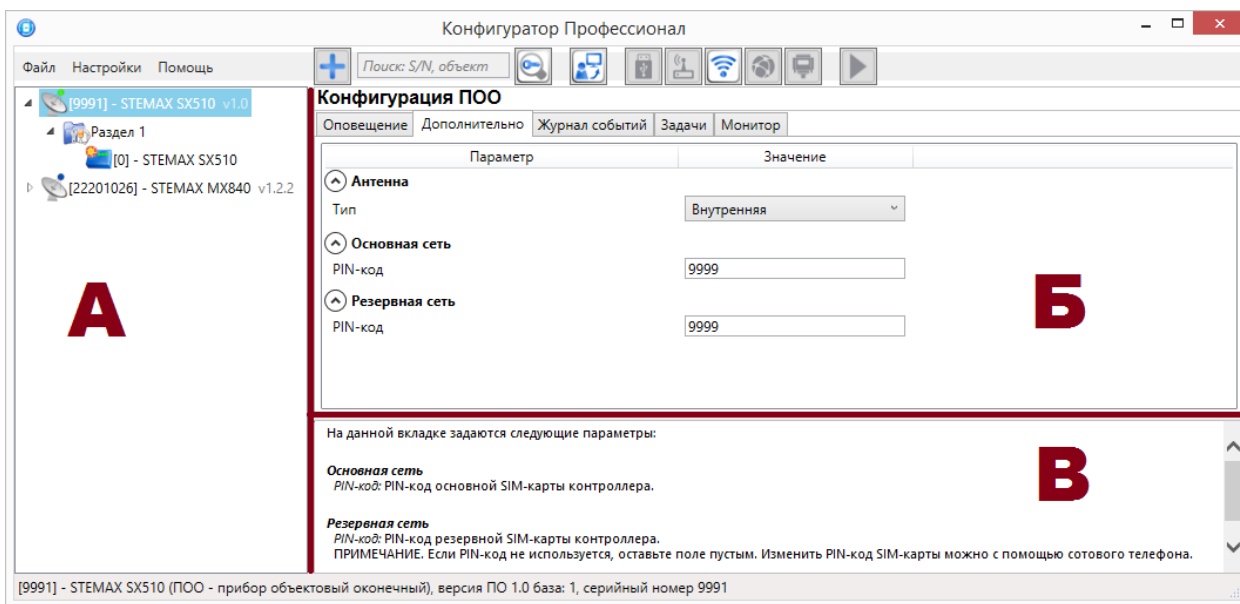 Конфигуратор Профессионал
Файл Настройки Помощь
Поиск: S/N, объект
[9991] - STEMAX SX510 v1.0
Раздел 1
[0] - STEMAX SX510
[22201026] - STEMAX MX840 v1.2.2
А
Конфигурация ПОО
Оповещение Дополнительно Журнал событий Задачи Монитор
Параметр Значение
Антенна
Тип Внутренняя
Основная сеть
PIN-код 9999
Резервная сеть
PIN-код 9999
Б
На данной вкладке задаются следующие параметры:
Основная сеть
PIN-код: PIN-код основной SIM-карты контроллера.
Резервная сеть
PIN-код: PIN-код резервной SIM-карты контроллера.
ПРИМЕЧАНИЕ. Если PIN-код не используется, оставьте поле пустым. Изменить PIN-код SIM-карты можно с помощью сотового телефона.
В
[9991] - STEMAX SX510 (ПОО - прибор объектовый оконечный), версия ПО 1.0 база: 1, серийный номер 9991